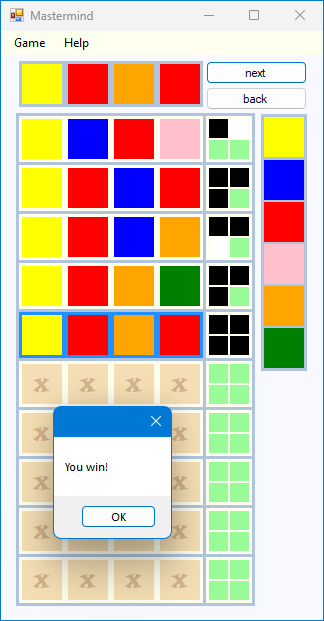 Mastermind
Game Help
next
back
x x x x
x x x x
x x
x x
x x x x
You win!
OK